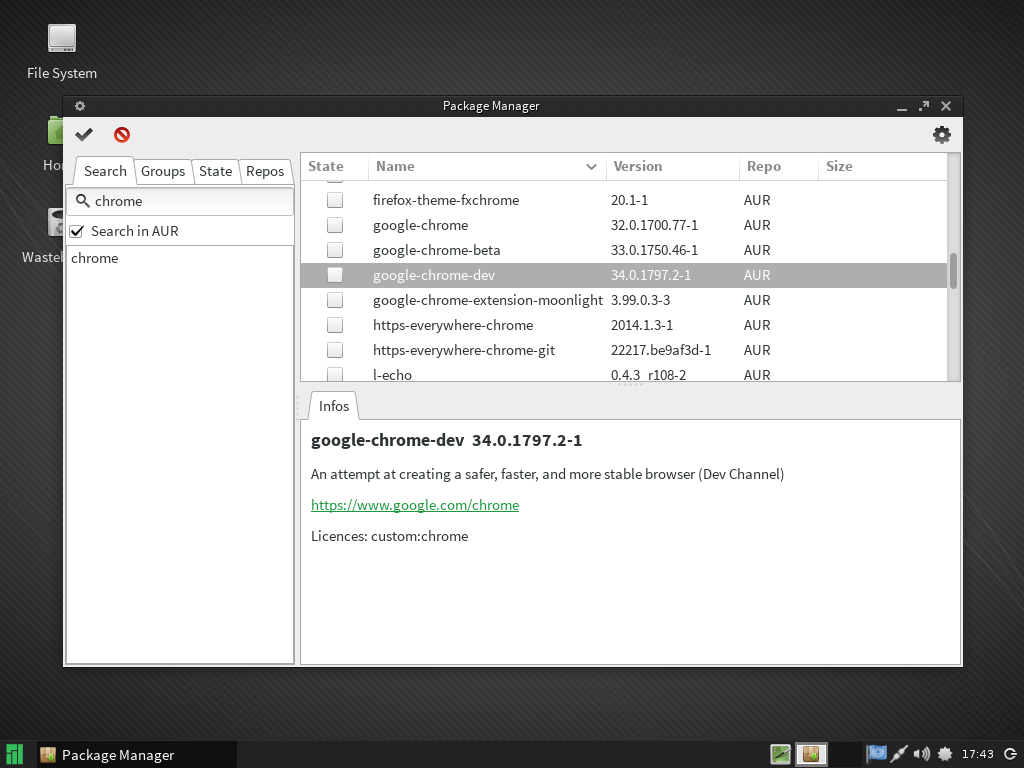 File System
Package Manager
Search Groups State Repos
chrome
Search in AUR
chrome
State Name Version Repo Size
firefox-theme-fxchrome 20.1-1 AUR
google-chrome 32.0.1700.77-1 AUR
google-chrome-beta 33.0.1750.46-1 AUR
google-chrome-dev 34.0.1797.2-1 AUR
google-chrome-extension-moonlight 3.99.0.3-3 AUR
https-everywhere-chrome 2014.1.3-1 AUR
https-everywhere-chrome-git 22217.be9af3d-1 AUR
l-echo 0.4.3_r108-2 AUR
Infos
google-chrome-dev 34.0.1797.2-1
An attempt at creating a safer, faster, and more stable browser (Dev Channel)
https://www.google.com/chrome
Licences: custom:chrome
Package Manager
17:43